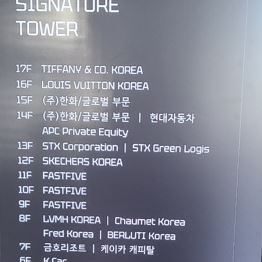 SIGNATURE
TOWER
17F TIFFANY & CO. KOREA
16F LOUIS VUITTON KOREA
15F (주)한화/글로벌 부문
14F (주)한화/글로벌 부문 | 현대자동차
APC Private Equity
13F STX Corporation | STX Green Logis
12F SKECHERS KOREA
11F FASTFIVE
10F FASTFIVE
9F FASTFIVE
8F LVMH KOREA | Chaumet Korea
Fred Korea | BERLUTI Korea
7F 금호리조트 | 케이카 캐피탈
6F K Car